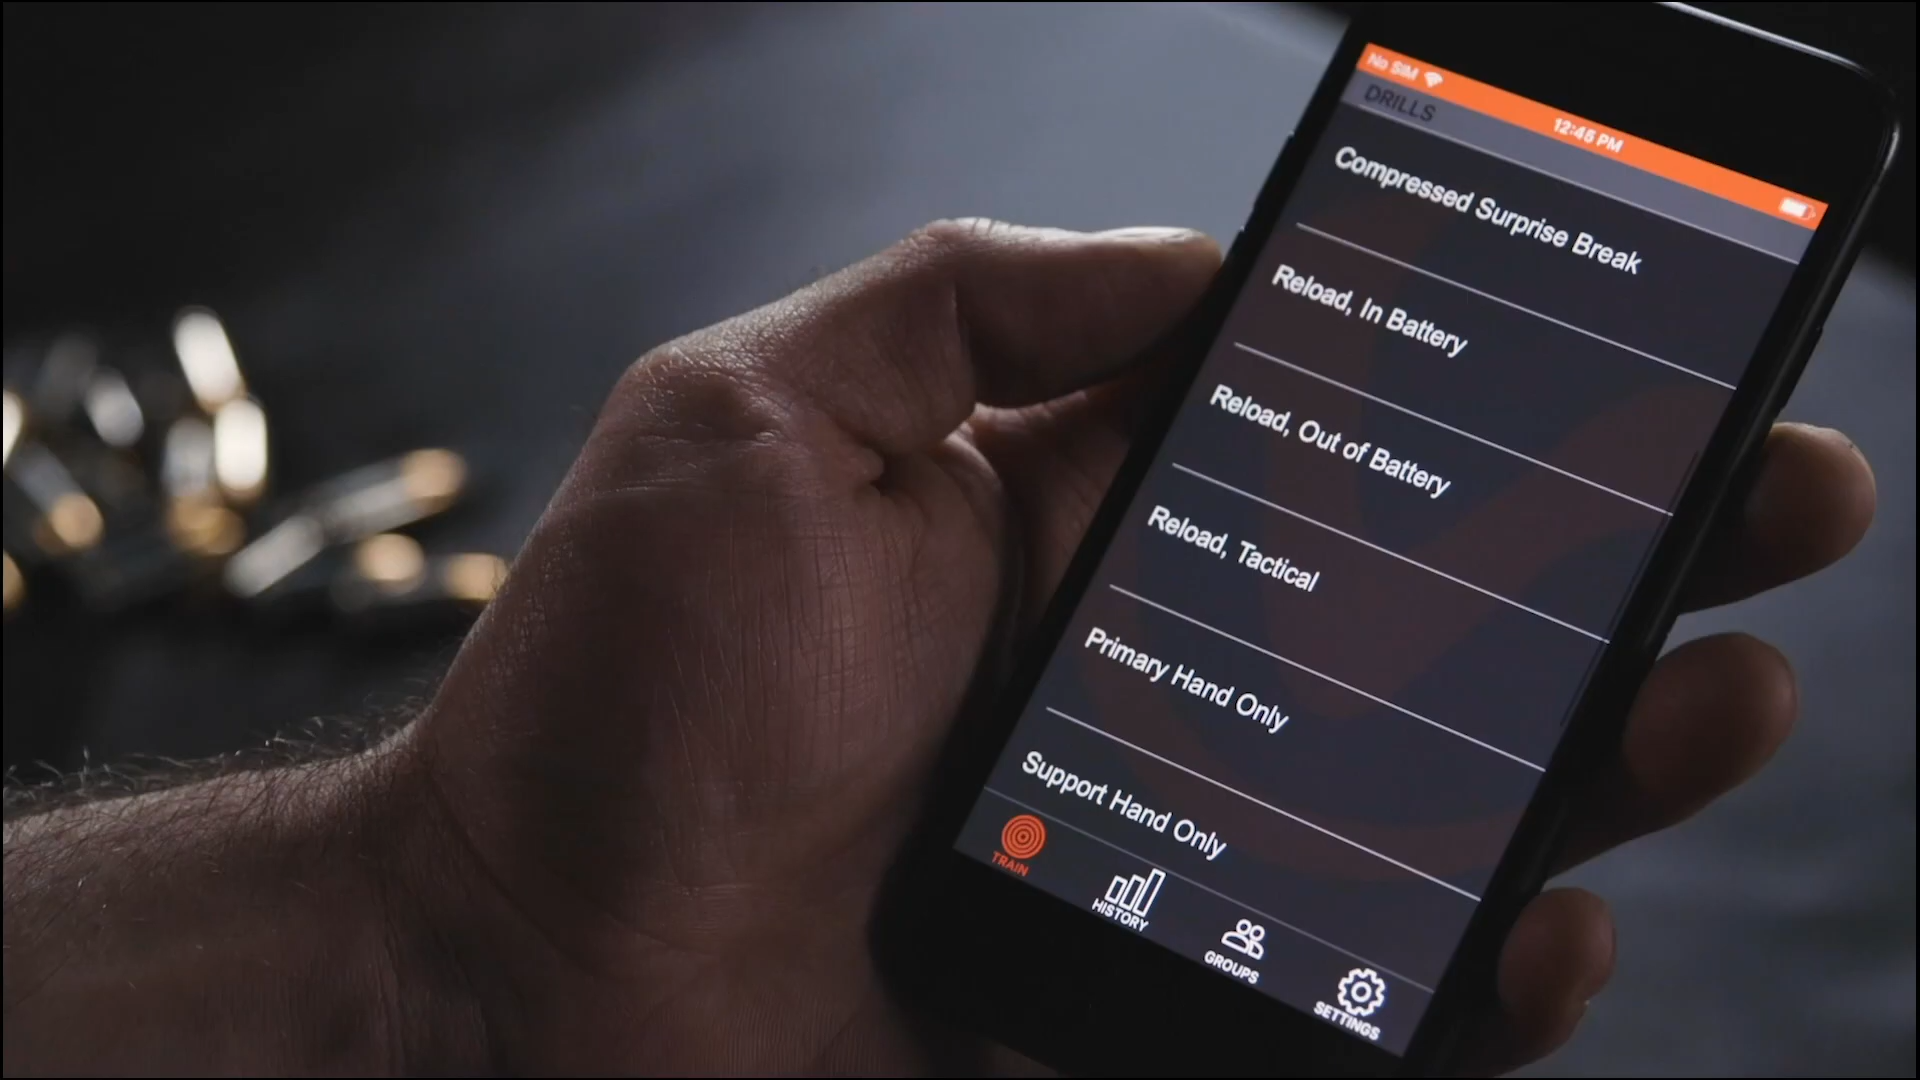 No SIM
12:45 PM
DRILLS
Compressed Surprise Break
Reload, In Battery
Reload, Out of Battery
Reload, Tactical
Primary Hand Only
Support Hand Only
TRAIN
HISTORY
GROUPS
SETTINGS